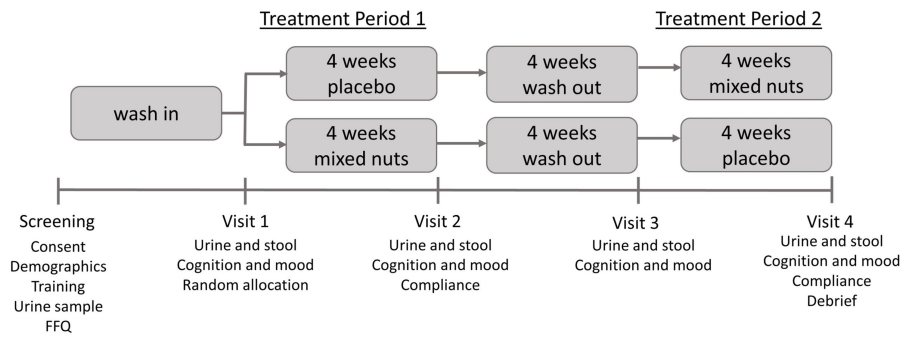 Treatment Period 1
Treatment Period 2
wash in
4 weeks
placebo
4 weeks
wash out
4 weeks
mixed nuts
4 weeks
mixed nuts
4 weeks
wash out
4 weeks
placebo
Screening
Consent
Demographics
Training
Urine sample
FFQ
Visit 1
Urine and stool
Cognition and mood
Random allocation
Visit 2
Urine and stool
Cognition and mood
Compliance
Visit 3
Urine and stool
Cognition and mood
Visit 4
Urine and stool
Cognition and mood
Compliance
Debrief